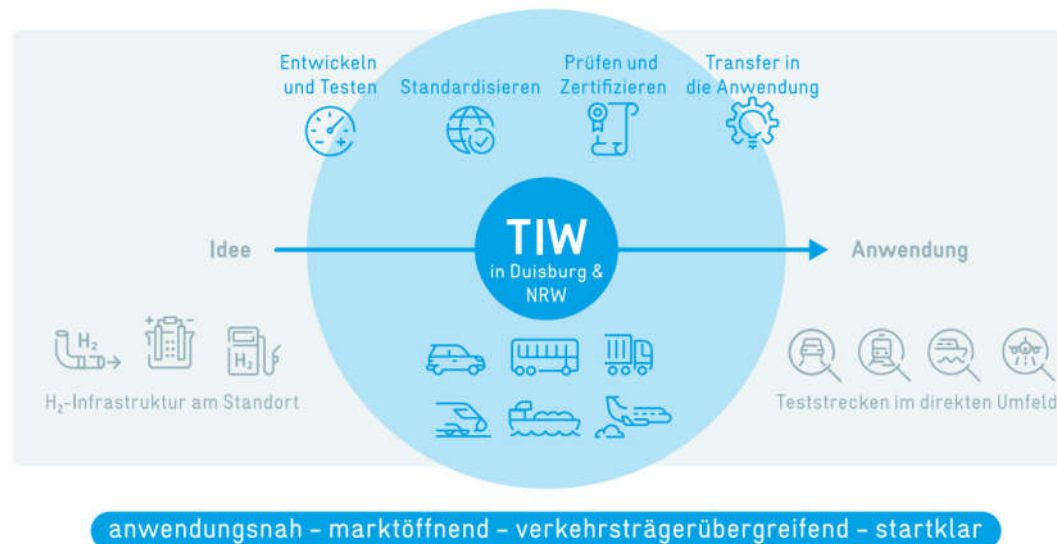 Entwickeln
und Testen
Standardisieren
Prüfen und
Zertifizieren
Transfer in
die Anwendung
Idee
TIW
in Duisburg &
NRW
Anwendung
H₂
H₂
H₂-Infrastruktur am Standort
Teststrecken im direkten Umfeld
anwendungsnah – marktöffnend – verkehrsträgerübergreifend – startklar